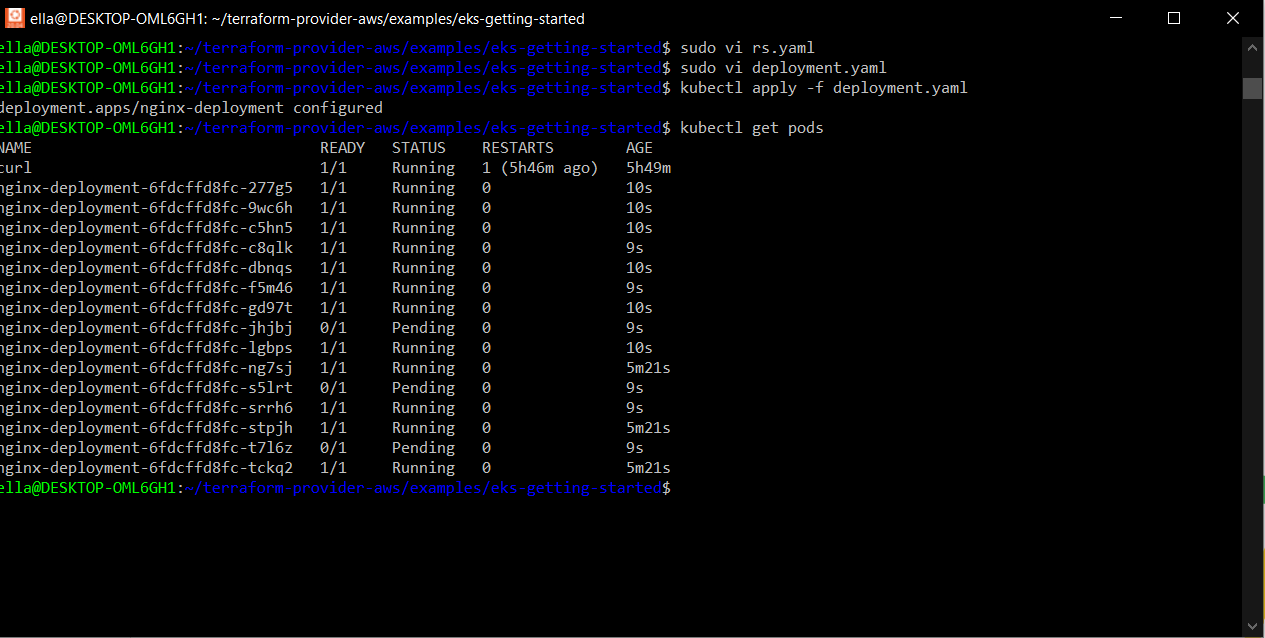 ella@DESKTOP-OML6GH1: ~/terraform-provider-aws/examples/eks-getting-started
ella@DESKTOP-OML6GH1:~/terraform-provider-aws/examples/eks-getting-started$ sudo vi rs.yaml
ella@DESKTOP-OML6GH1:~/terraform-provider-aws/examples/eks-getting-started$ sudo vi deployment.yaml
ella@DESKTOP-OML6GH1:~/terraform-provider-aws/examples/eks-getting-started$ kubectl apply -f deployment.yaml
deployment.apps/nginx-deployment configured
ella@DESKTOP-OML6GH1:~/terraform-provider-aws/examples/eks-getting-started$ kubectl get pods
NAME READY STATUS RESTARTS AGE
curl 1/1 Running 1 (5h46m ago) 5h49m
nginx-deployment-6fdcffd8fc-277g5 1/1 Running 0 10s
nginx-deployment-6fdcffd8fc-9wc6h 1/1 Running 0 10s
nginx-deployment-6fdcffd8fc-c5hn5 1/1 Running 0 10s
nginx-deployment-6fdcffd8fc-c8qlk 1/1 Running 0 9s
nginx-deployment-6fdcffd8fc-dbnqs 1/1 Running 0 10s
nginx-deployment-6fdcffd8fc-f5m46 1/1 Running 0 9s
nginx-deployment-6fdcffd8fc-gd97t 1/1 Running 0 10s
nginx-deployment-6fdcffd8fc-jhjbj 0/1 Pending 0 9s
nginx-deployment-6fdcffd8fc-lgbps 1/1 Running 0 10s
nginx-deployment-6fdcffd8fc-ng7sj 1/1 Running 0 5m21s
nginx-deployment-6fdcffd8fc-s5lrt 0/1 Pending 0 9s
nginx-deployment-6fdcffd8fc-srrh6 1/1 Running 0 9s
nginx-deployment-6fdcffd8fc-stpjh 1/1 Running 0 5m21s
nginx-deployment-6fdcffd8fc-t7l6z 0/1 Pending 0 9s
nginx-deployment-6fdcffd8fc-tckq2 1/1 Running 0 5m21s
ella@DESKTOP-OML6GH1:~/terraform-provider-aws/examples/eks-getting-started$